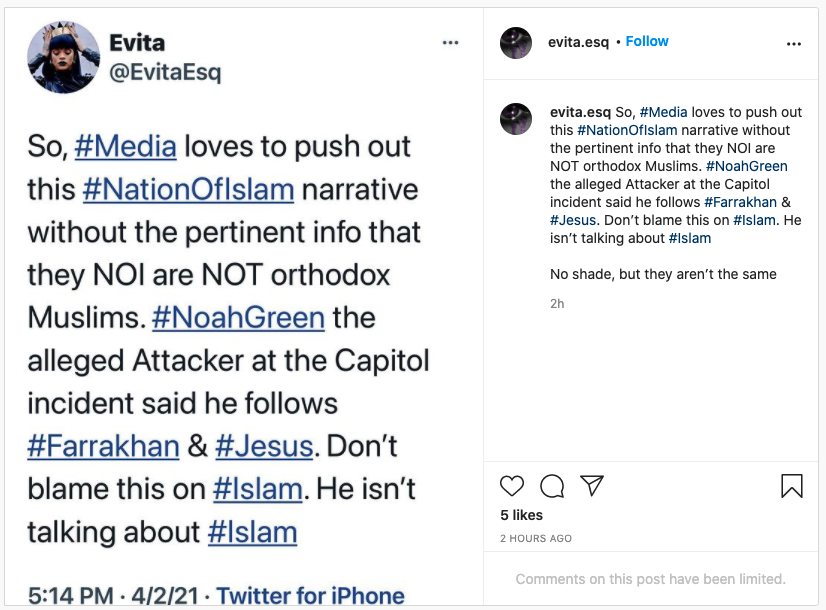 Evita
@EvitaEsq
So, #Media loves to push out
this #NationOfIslam narrative
without the pertinent info that
they NOI are NOT orthodox
Muslims. #NoahGreen the
alleged Attacker at the Capitol
incident said he follows
#Farrakhan & #Jesus. Don’t
blame this on #Islam. He isn’t
talking about #Islam
5:14 PM · 4/2/21 · Twitter for iPhone
evita.esq • Follow
evita.esq So, #Media loves to push out
this #NationOfIslam narrative without
the pertinent info that they NOI are
NOT orthodox Muslims. #NoahGreen
the alleged Attacker at the Capitol
incident said he follows #Farrakhan &
#Jesus. Don’t blame this on #Islam. He
isn’t talking about #Islam
No shade, but they aren’t the same
2h
5 likes
2 HOURS AGO
Comments on this post have been limited.